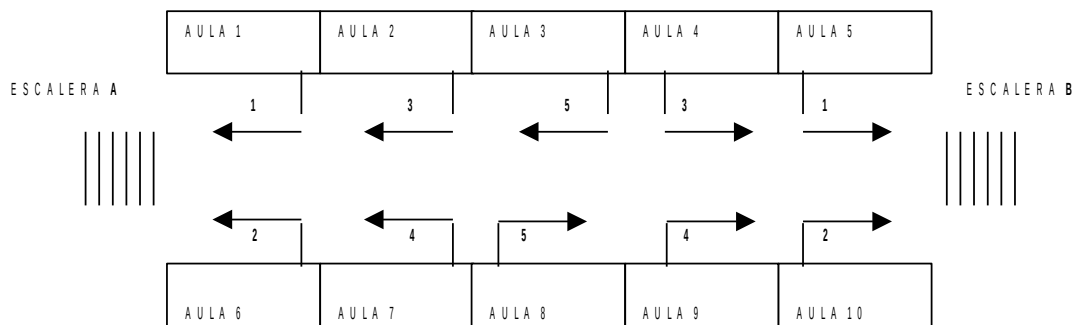 AULA 1 AULA 2 AULA 3 AULA 4 AULA 5
ESCALERA A ESCALERA B
1 3 5 3 1
2 4 5 4 2
AULA 6 AULA 7 AULA 8 AULA 9 AULA 10